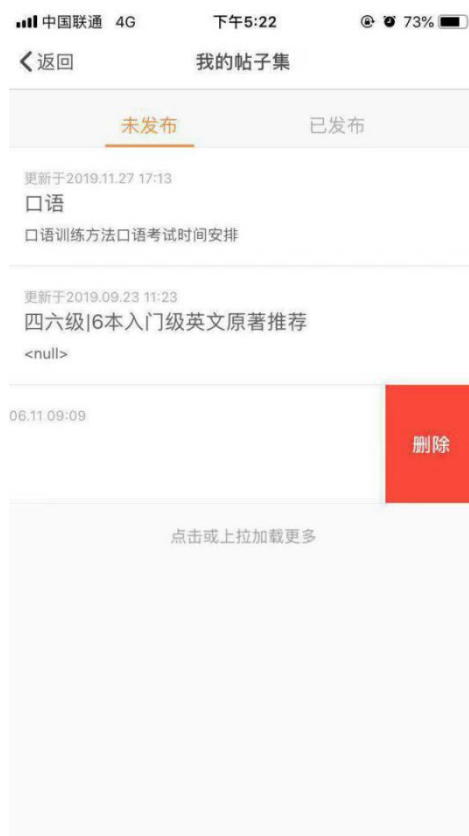 中国联通 4G 下午5:22 73%
返回 我的帖子集
未发布 已发布
更新于2019.11.27 17:13
口语
口语训练方法口语考试时间安排
更新于2019.09.23 11:23
四六级|6本入门级英文原著推荐
<null>
06.11 09:09
删除
点击或上拉加载更多